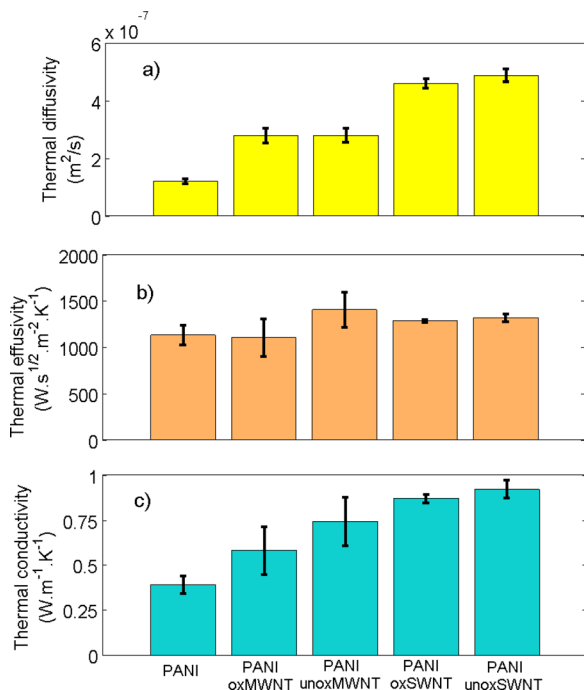 x 10⁻⁷
6
4
2
0
Thermal diffusivity
(m²/s)
a)
2000
1500
1000
500
0
Thermal effusivity
(W.s^1/2.m⁻².K⁻¹)
b)
1
0.75
0.5
0.25
0
Thermal conductivity
(W.m⁻¹.K⁻¹)
c)
PANI
PANI
oxMWNT
PANI
unoxMWNT
PANI
oxSWNT
PANI
unoxSWNT